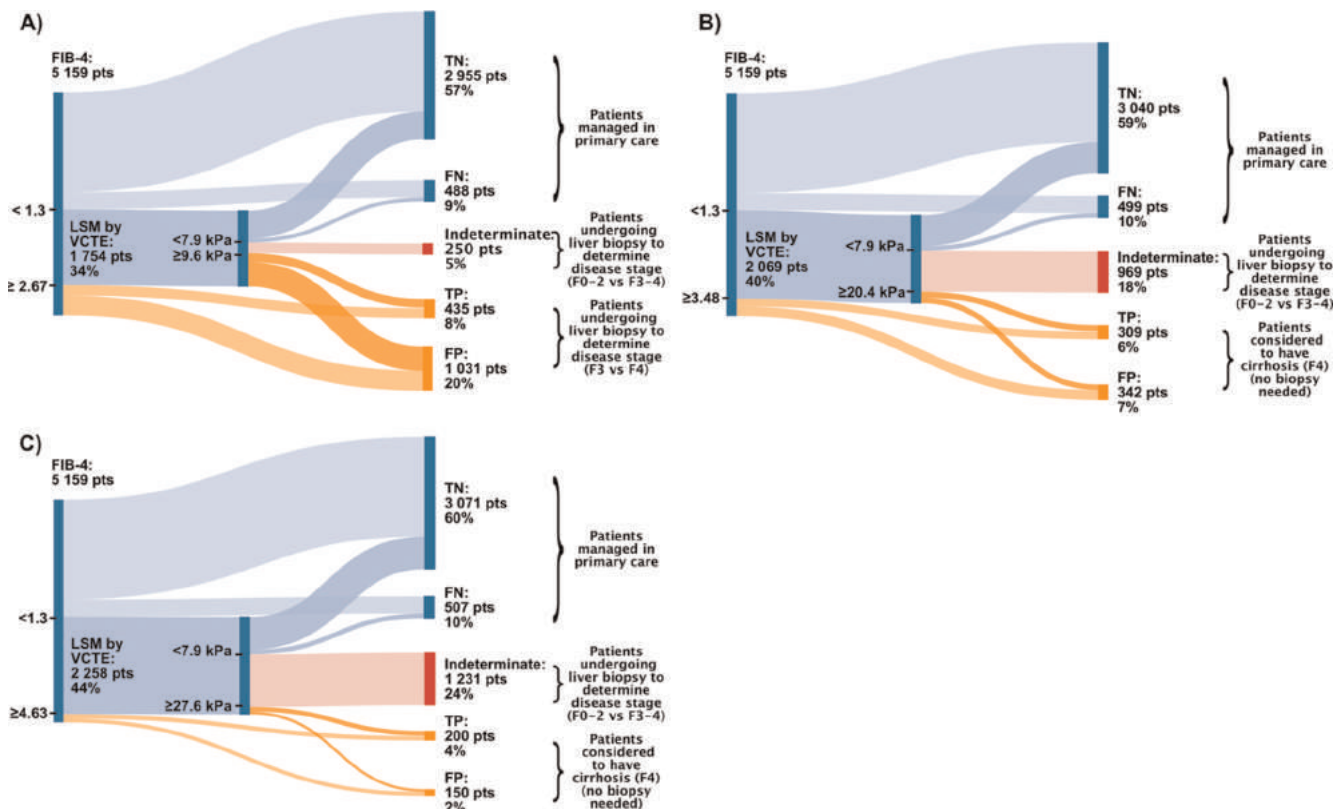 A)
FIB-4:
5 159 pts
< 1.3
≥ 2.67
LSM by
VCTE:
1 754 pts
34%
<7.9 kPa
≥9.6 kPa
TN:
2 955 pts
57%
FN:
488 pts
9%
Indeterminate:
250 pts
5%
TP:
435 pts
8%
FP:
1 031 pts
20%
Patients
managed in
primary care
Patients
undergoing
liver biopsy to
determine
disease stage
(F0-2 vs F3-4)
Patients
undergoing
liver biopsy to
determine
disease stage
(F3 vs F4)
B)
FIB-4:
5 159 pts
<1.3
≥3.48
LSM by
VCTE:
2 069 pts
40%
<7.9 kPa
≥20.4 kPa
TN:
3 040 pts
59%
FN:
499 pts
10%
Indeterminate:
969 pts
18%
TP:
309 pts
6%
FP:
342 pts
7%
Patients
managed in
primary care
Patients
undergoing
liver biopsy to
determine
disease stage
(F0-2 vs F3-4)
Patients
considered
to have
cirrhosis (F4)
(no biopsy
needed)
C)
FIB-4:
5 159 pts
<1.3
≥4.63
LSM by
VCTE:
2 258 pts
44%
<7.9 kPa
≥27.6 kPa
TN:
3 071 pts
60%
FN:
507 pts
10%
Indeterminate:
1 231 pts
24%
TP:
200 pts
4%
FP:
150 pts
2%
Patients
managed in
primary care
Patients
undergoing
liver biopsy to
determine
disease stage
(F0-2 vs F3-4)
Patients
considered
to have
cirrhosis (F4)
(no biopsy
needed)